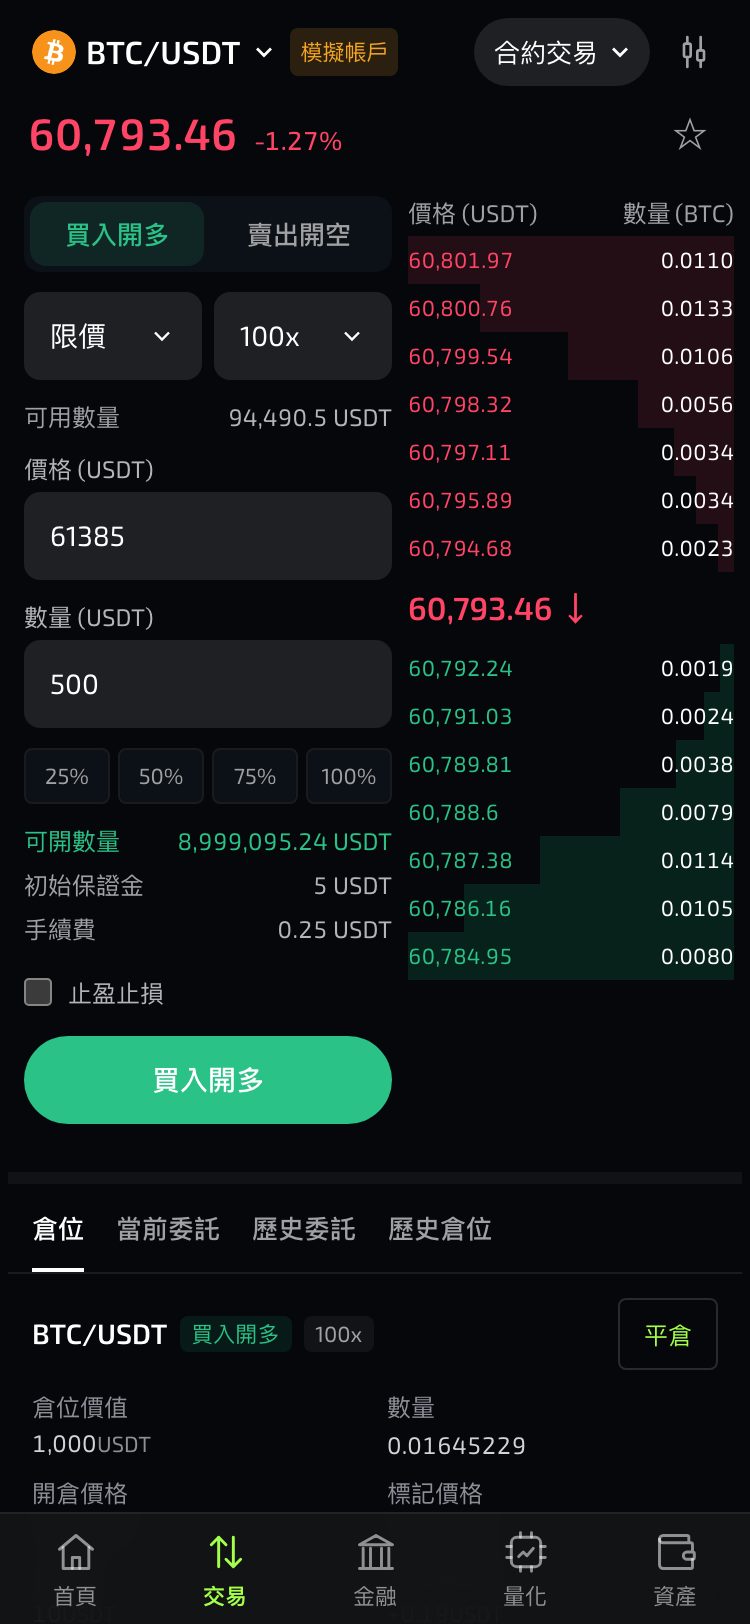 BTC/USDT 模擬帳戶 合約交易
60,793.46 -1.27%
買入開多 賣出開空
限價 100x
可用數量 94,490.5 USDT
價格 (USDT)
61385
數量 (USDT)
500
25% 50% 75% 100%
可開數量 8,999,095.24 USDT
初始保證金 5 USDT
手續費 0.25 USDT
止盈止損
買入開多
價格 (USDT) 數量 (BTC)
60,801.97 0.0110
60,800.76 0.0133
60,799.54 0.0106
60,798.32 0.0056
60,797.11 0.0034
60,795.89 0.0034
60,794.68 0.0023
60,793.46 ↓
60,792.24 0.0019
60,791.03 0.0024
60,789.81 0.0038
60,788.6 0.0079
60,787.38 0.0114
60,786.16 0.0105
60,784.95 0.0080
倉位 當前委託 歷史委託 歷史倉位
BTC/USDT 買入開多 100x 平倉
倉位價值 數量
1,000USDT 0.01645229
開倉價格 標記價格
首頁 交易 金融 量化 資產